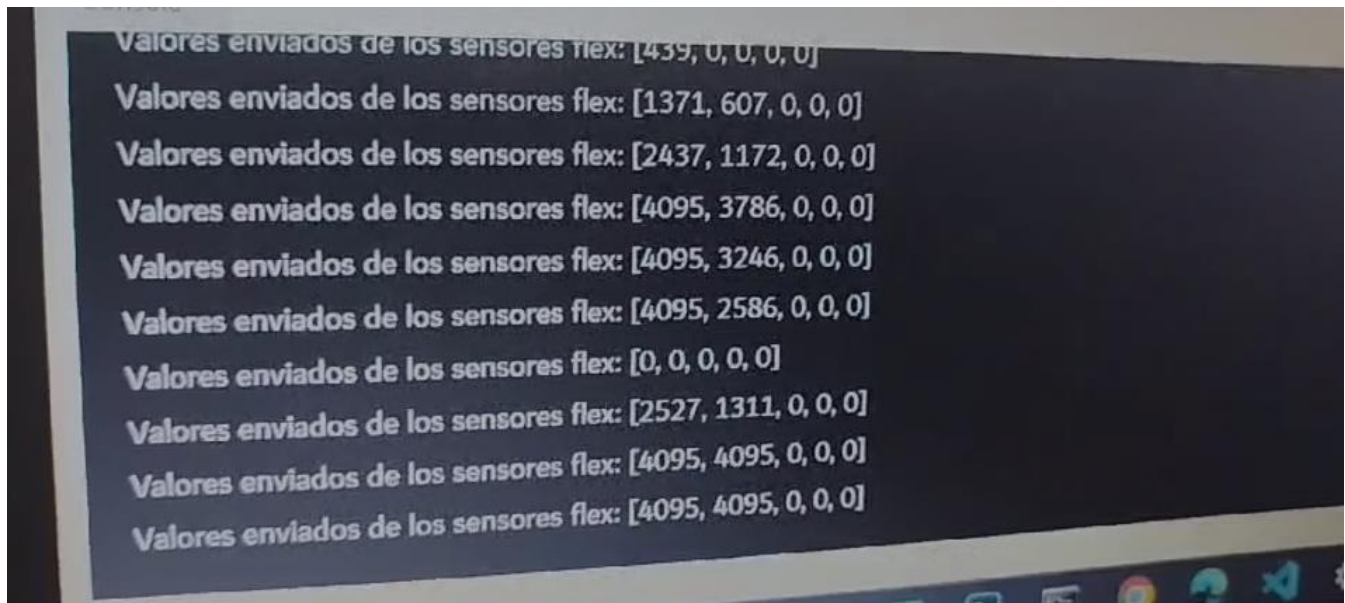 Valores enviados de los sensores flex: [439, 0, 0, 0, 0]
Valores enviados de los sensores flex: [1371, 607, 0, 0, 0]
Valores enviados de los sensores flex: [2437, 1172, 0, 0, 0]
Valores enviados de los sensores flex: [4095, 3786, 0, 0, 0]
Valores enviados de los sensores flex: [4095, 3246, 0, 0, 0]
Valores enviados de los sensores flex: [4095, 2586, 0, 0, 0]
Valores enviados de los sensores flex: [0, 0, 0, 0, 0]
Valores enviados de los sensores flex: [2527, 1311, 0, 0, 0]
Valores enviados de los sensores flex: [4095, 4095, 0, 0, 0]
Valores enviados de los sensores flex: [4095, 4095, 0, 0, 0]